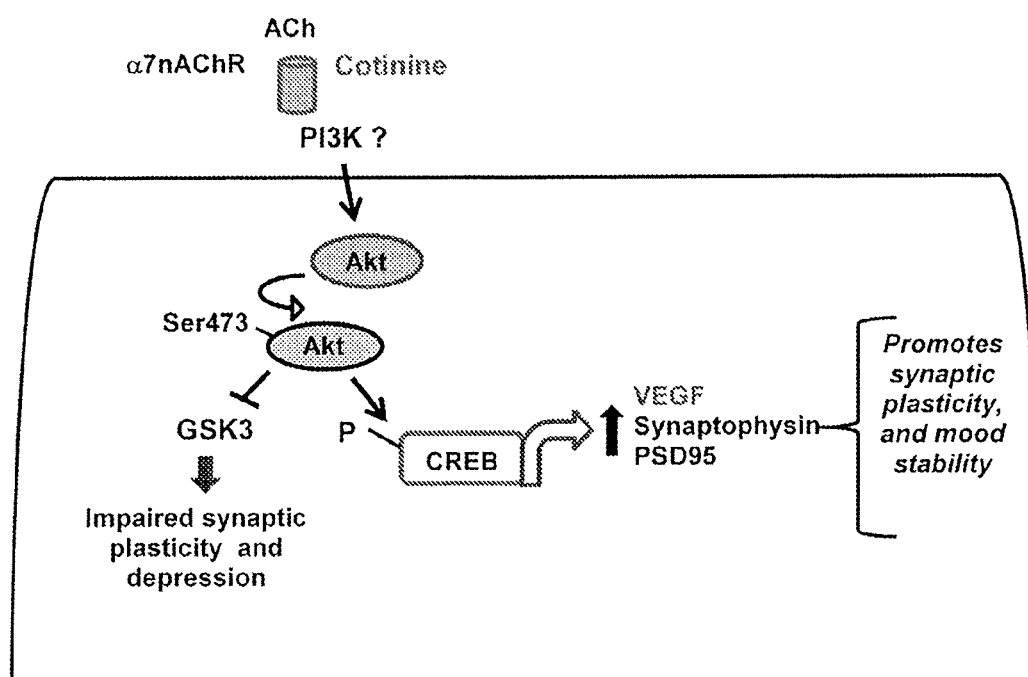 ACh
α7nAChR
Cotinine
PI3K ?
Akt
Ser473
Akt
GSK3
P
CREB
VEGF
Synaptophysin
PSD95
Promotes
synaptic
plasticity,
and mood
stability
Impaired synaptic
plasticity and
depression